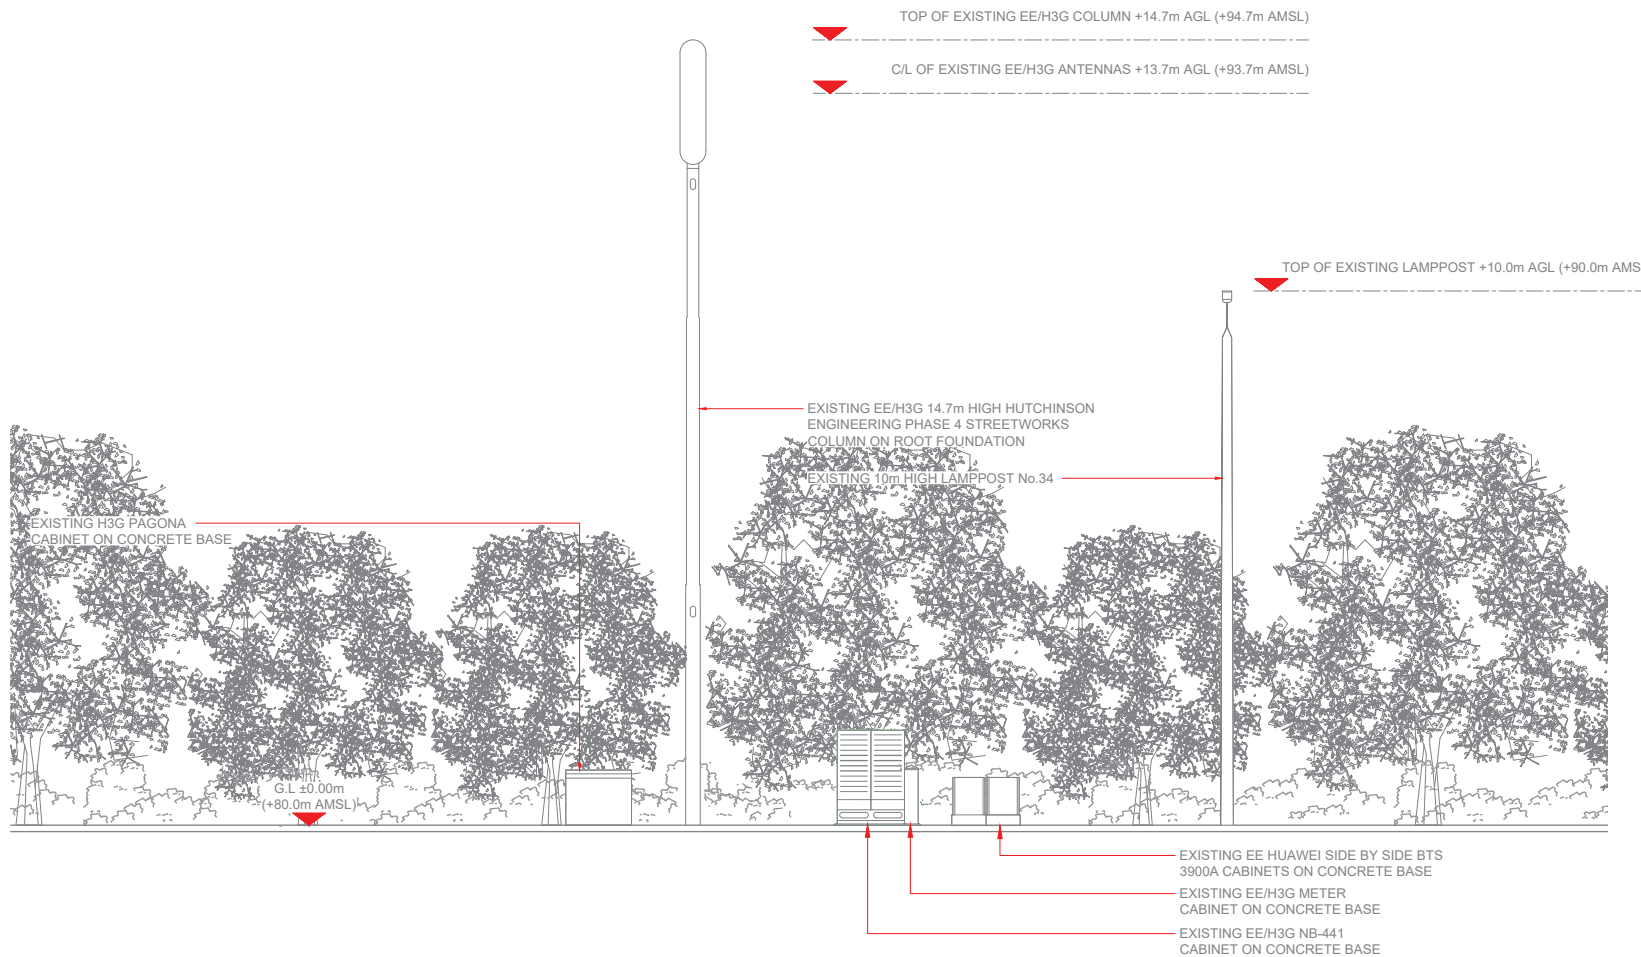 TOP OF EXISTING EE/H3G COLUMN +14.7m AGL (+94.7m AMSL)
C/L OF EXISTING EE/H3G ANTENNAS +13.7m AGL (+93.7m AMSL)
TOP OF EXISTING LAMPPOST +10.0m AGL (+90.0m AMS
EXISTING EE/H3G 14.7m HIGH HUTCHINSON
ENGINEERING PHASE 4 STREETWORKS
COLUMN ON ROOT FOUNDATION
EXISTING 10m HIGH LAMPPOST No.34
EXISTING H3G PAGONA
CABINET ON CONCRETE BASE
G.L ±0.00m
(+80.0m AMSL)
EXISTING EE HUAWEI SIDE BY SIDE BTS
3900A CABINETS ON CONCRETE BASE
EXISTING EE/H3G METER
CABINET ON CONCRETE BASE
EXISTING EE/H3G NB-441
CABINET ON CONCRETE BASE